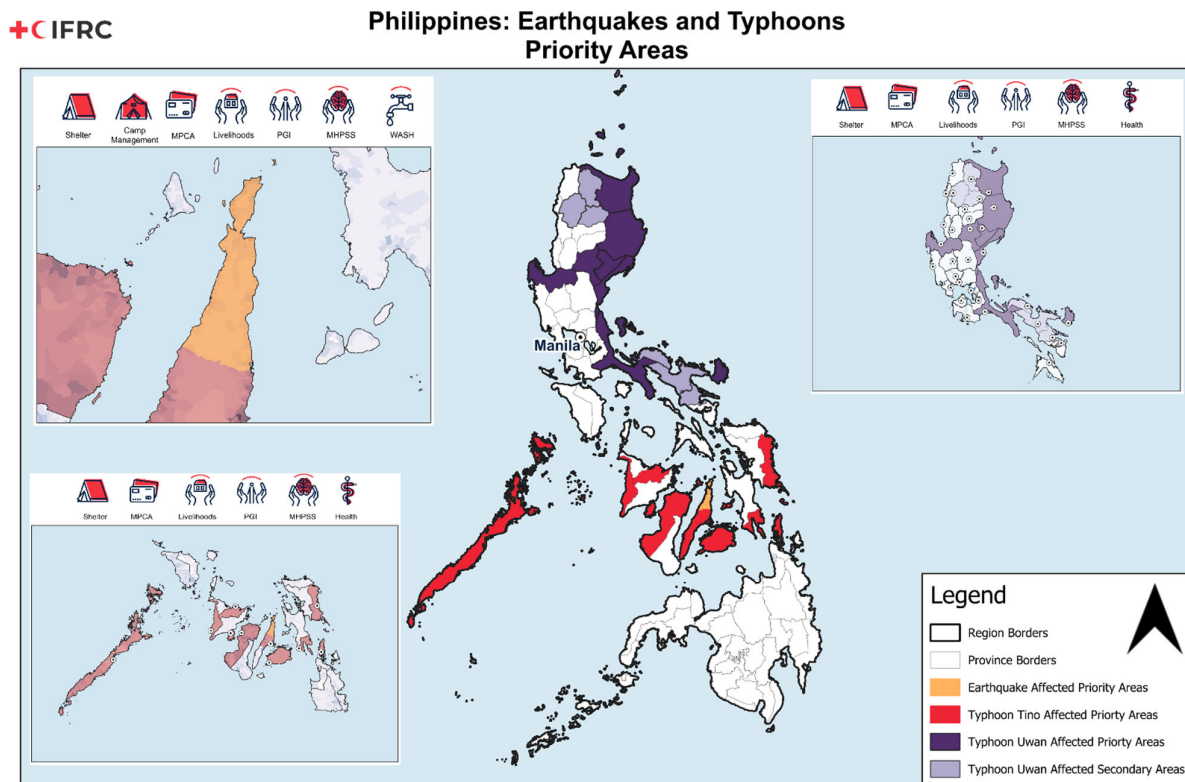 IFRC
Philippines: Earthquakes and Typhoons
Priority Areas
Shelter
Camp
Management
MPCA
Livelihoods
PGI
MHPSS
WASH
Shelter
MPCA
Livelihoods
PGI
MHPSS
Health
Manila
Shelter
MPCA
Livelihoods
PGI
MHPSS
Health
Legend
Region Borders
Province Borders
Earthquake Affected Priority Areas
Typhoon Tino Affected Priorty Areas
Typhoon Uwan Affected Priorty Areas
Typhoon Uwan Affected Secondary Areas